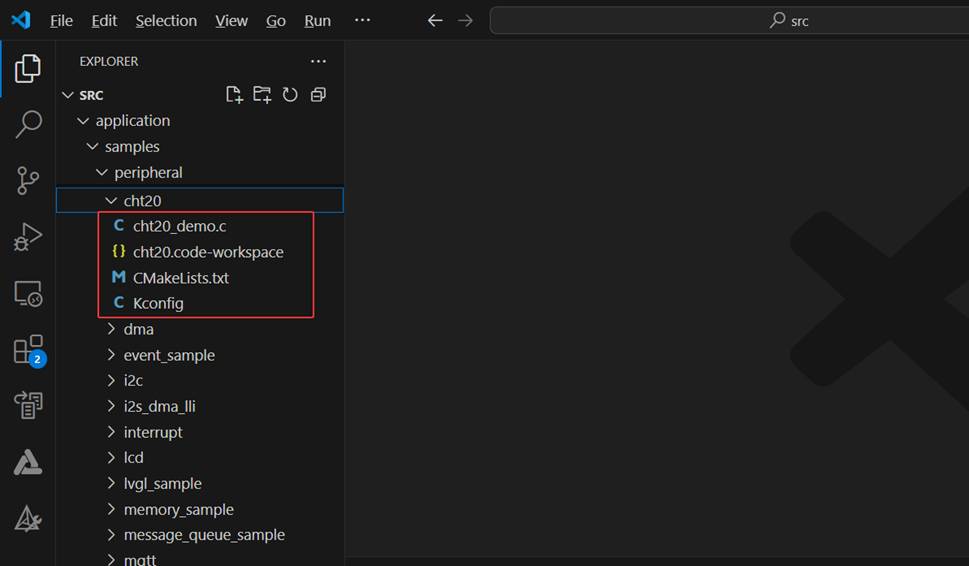 File Edit Selection View Go Run ··· src
EXPLORER ···
SRC
application
samples
peripheral
cht20
cht20_demo.c
{} cht20.code-workspace
M CMakeLists.txt
C Kconfig
dma
event_sample
i2c
2
i2s_dma_lli
interrupt
lcd
lvgl_sample
memory_sample
message_queue_sample
mqtt